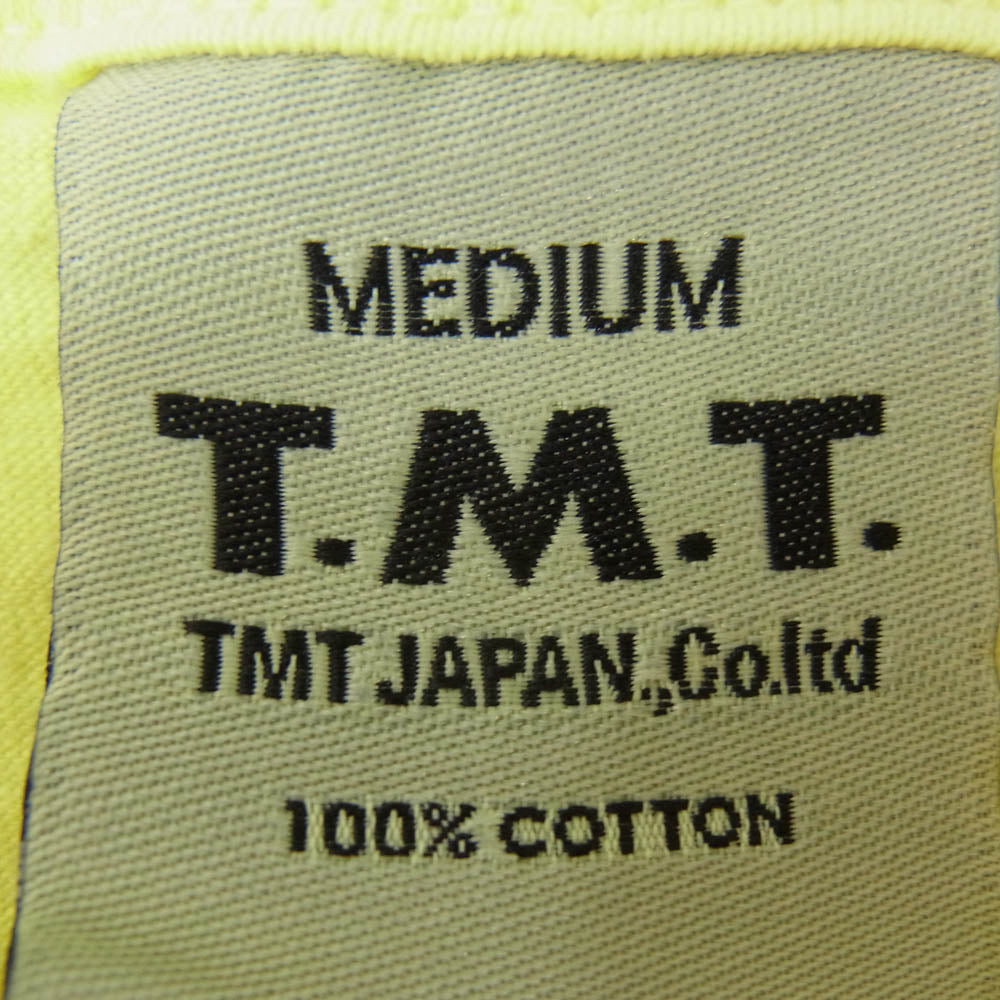 MEDIUM
T.M.T.
TMT JAPAN.,Co.ltd
100% COTTON